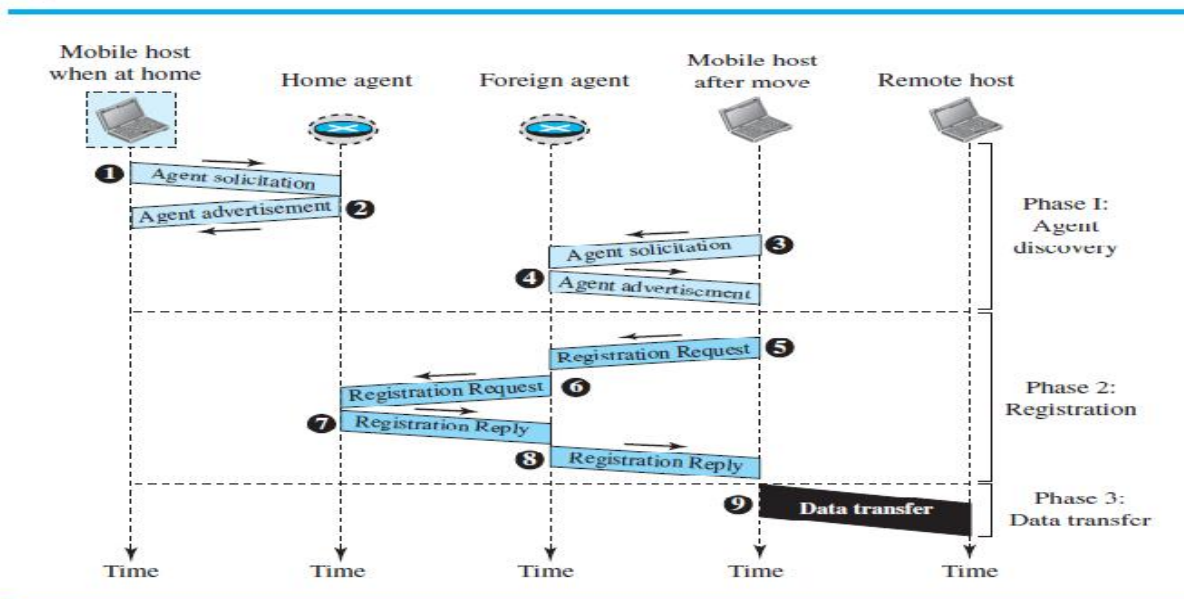 Mobile host
when at home
Home agent
Foreign agent
Mobile host
after move
Remote host
1
Agent solicitation
Agent advertisement
2
Agent solicitation
3
4
Agent advertisement
Phase I:
Agent
discovery
Registration Request
5
Registration Request
6
7
Registration Reply
8
Registration Reply
Phase 2:
Registration
9
Data transfer
Phase 3:
Data transfer
Time
Time
Time
Time
Time